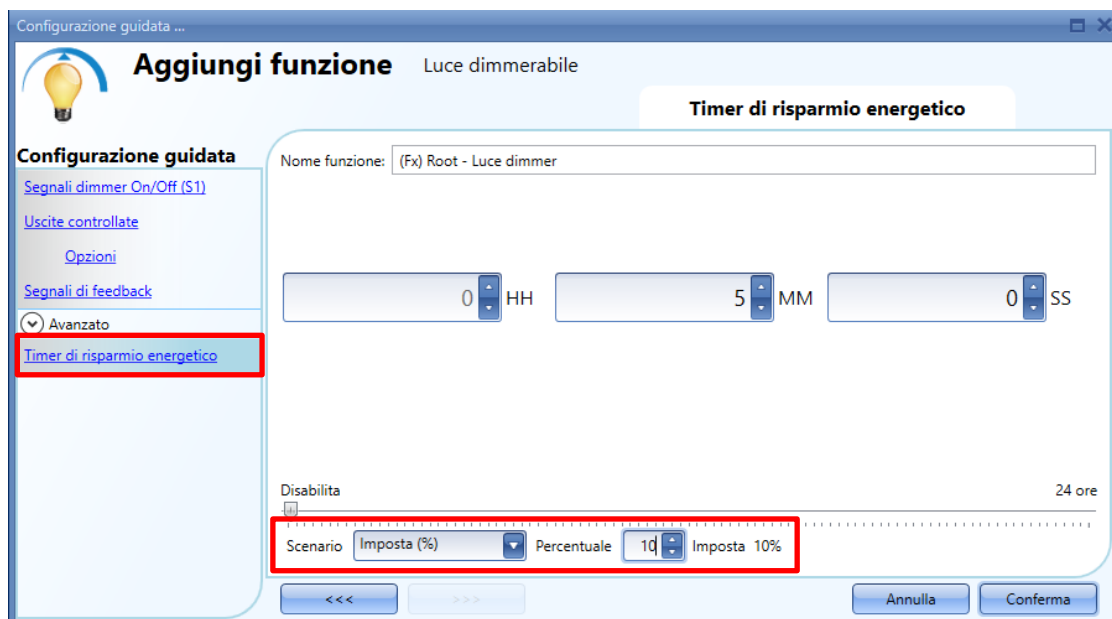 Configurazione guidata ...
Aggiungi funzione Luce dimmerabile
Timer di risparmio energetico
Configurazione guidata
Segnali dimmer On/Off (S1)
Uscite controllate
Opzioni
Segnali di feedback
Avanzato
Timer di risparmio energetico
Nome funzione: (Fx) Root - Luce dimmer
0 HH 5 MM 0 SS
Disabilita 24 ore
Scenario Imposta (%) Percentuale 10 Imposta 10%
<<< >>> Annulla Conferma